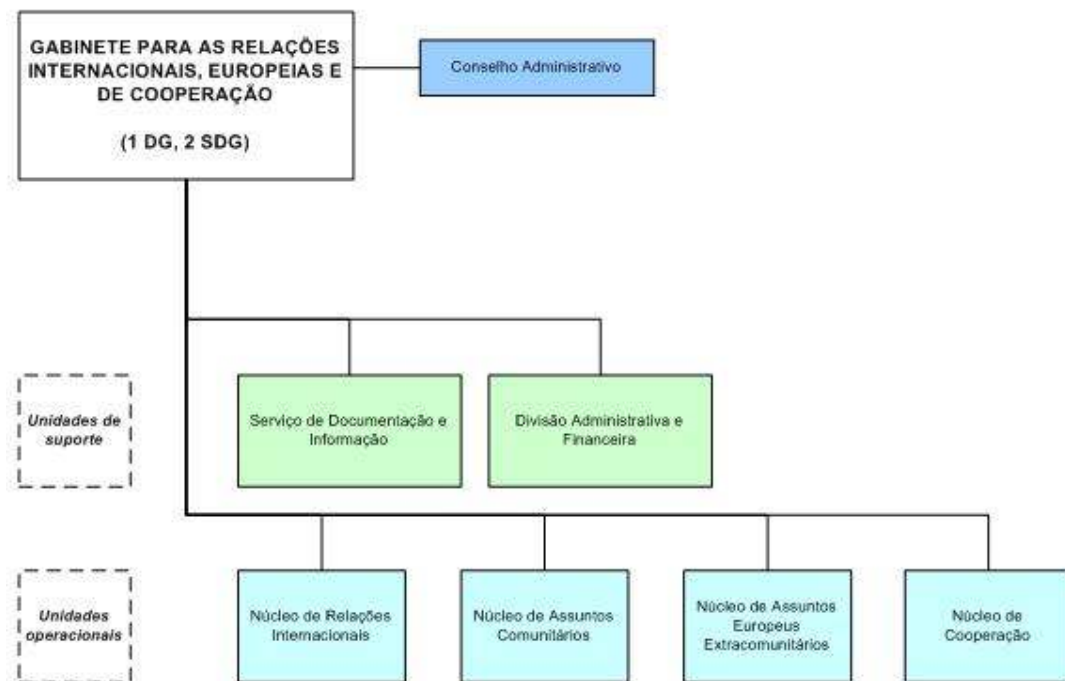 GABINETE PARA AS RELAÇÕES
INTERNACIONAIS, EUROPEIAS E
DE COOPERAÇÃO
(1 DG, 2 SDG)
Conselho Administrativo
Unidades de
suporte
Serviço de Documentação e
Informação
Divisão Administrativa e
Financeira
Unidades
operacionais
Núcleo de Relações
Internacionais
Núcleo de Assuntos
Comunitários
Núcleo de Assuntos
Europeus
Extracomunitários
Núcleo de
Cooperação